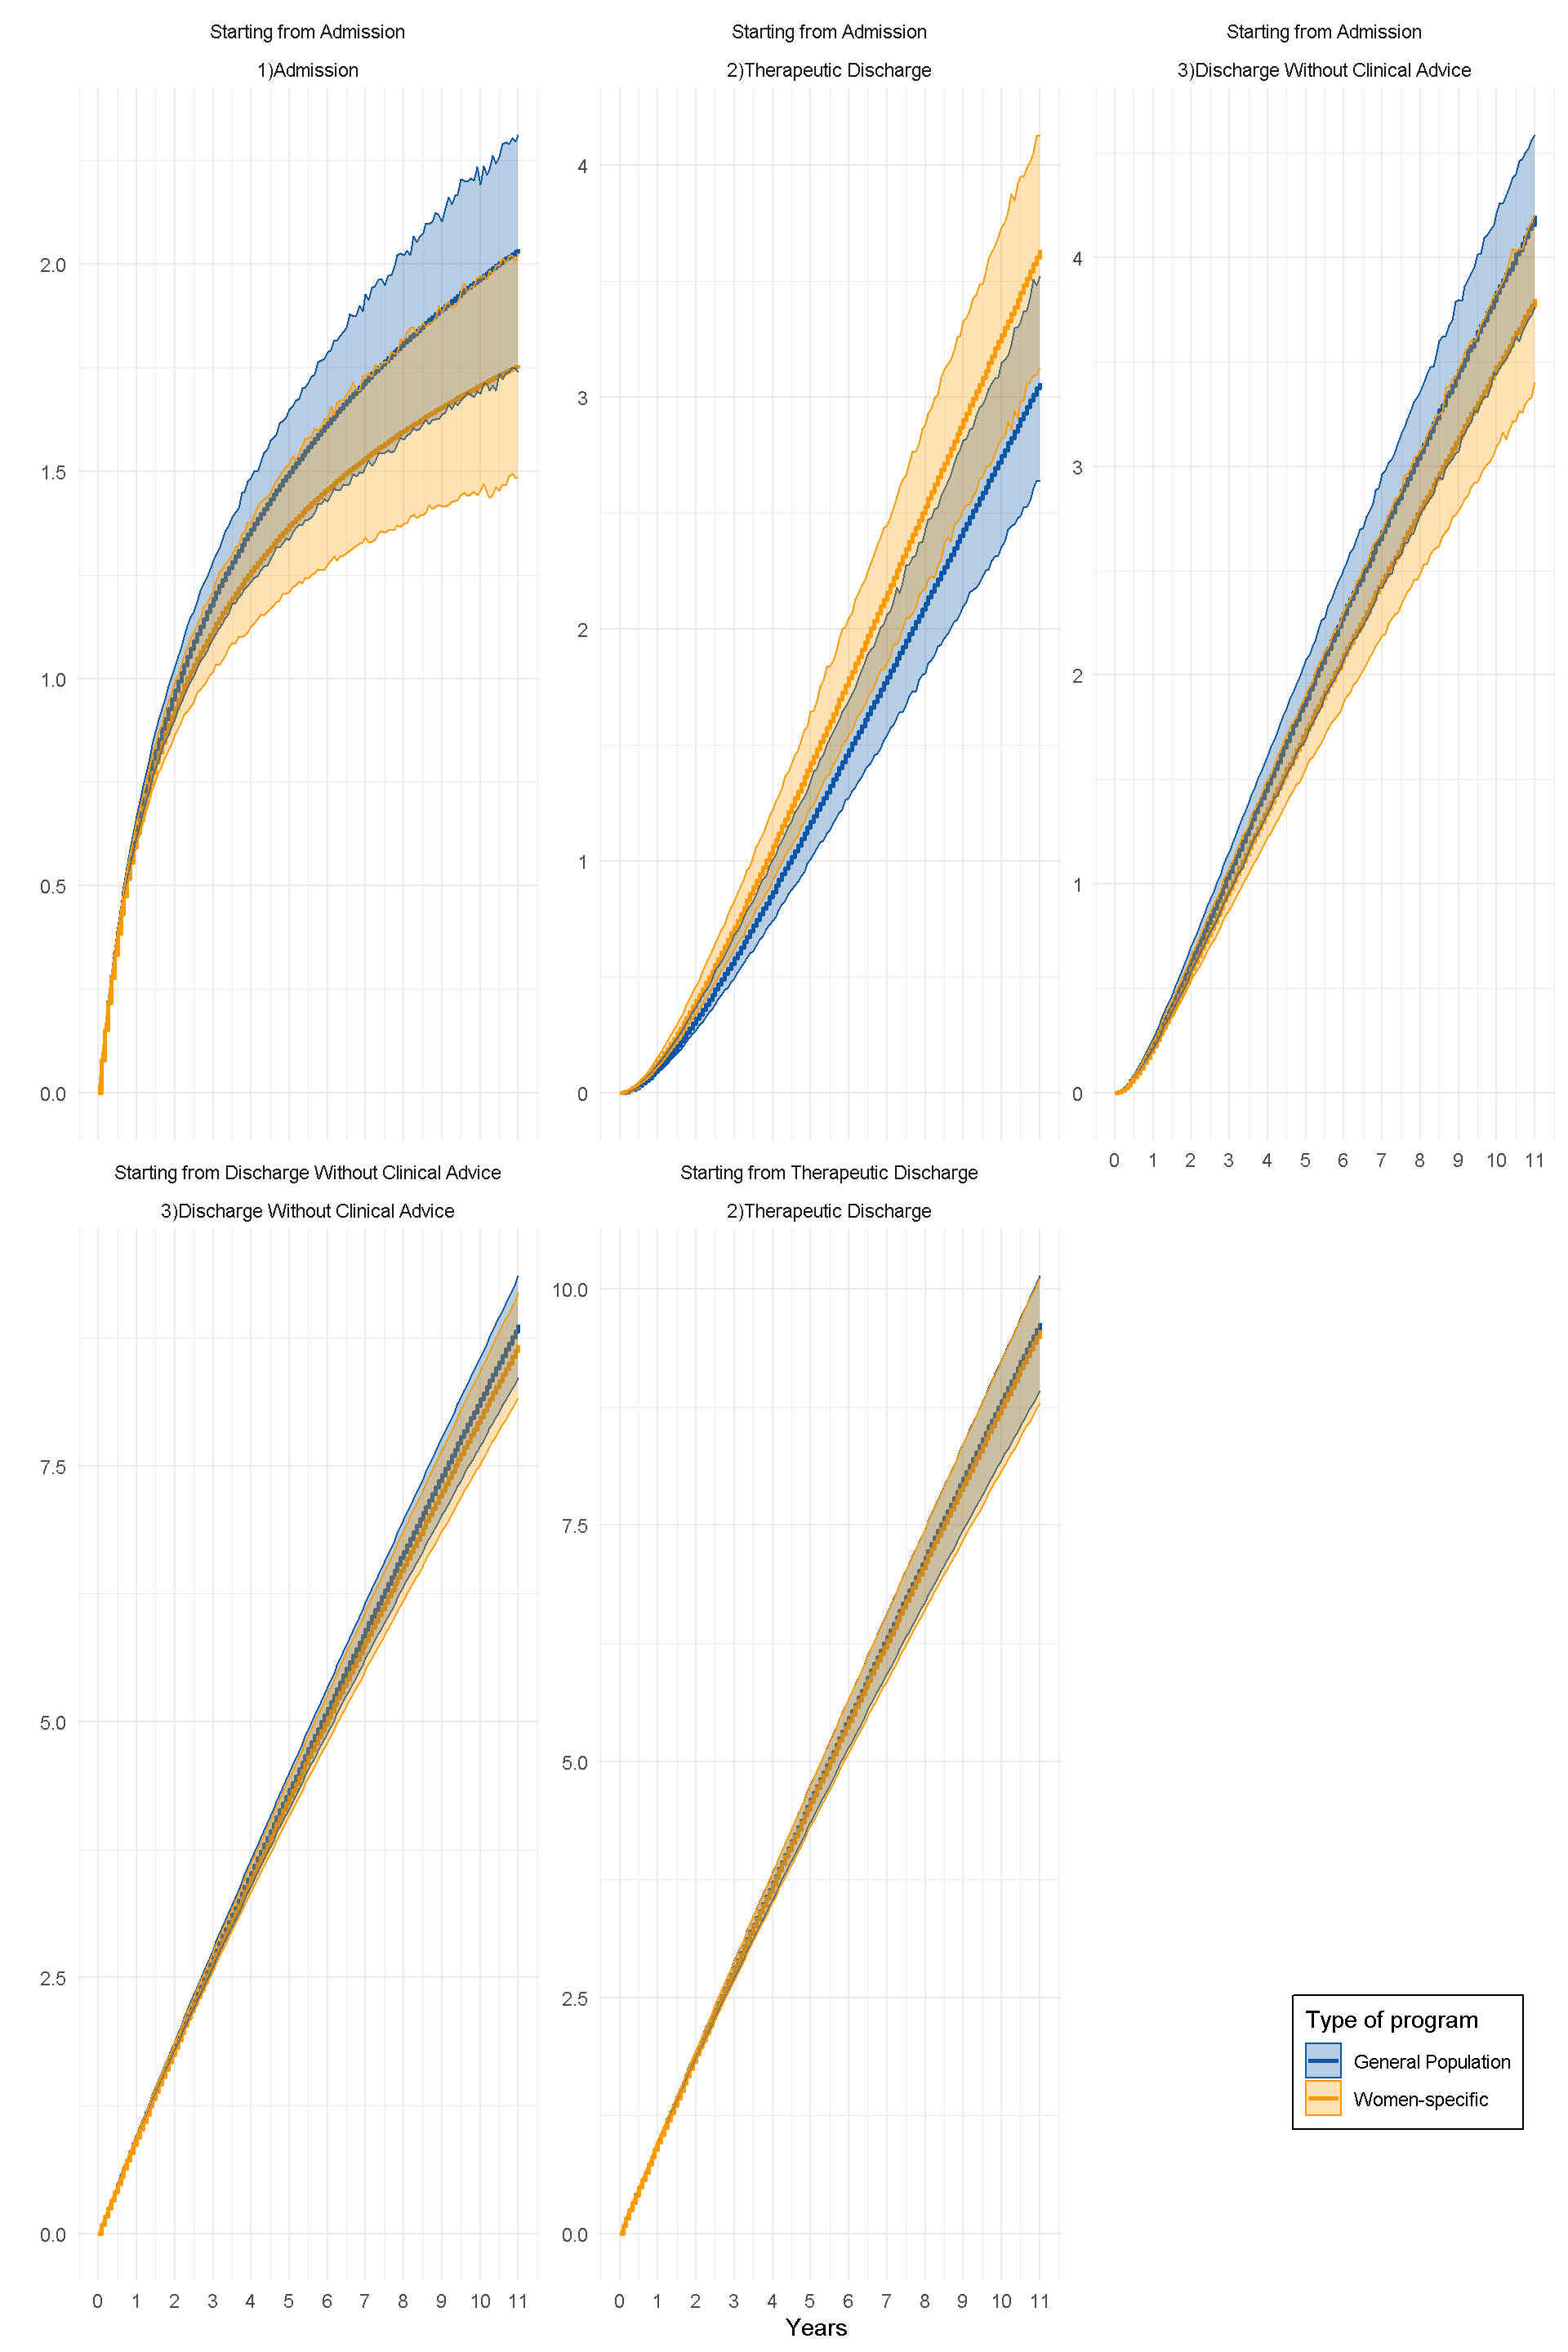 Starting from Admission
1)Admission
Starting from Admission
2)Therapeutic Discharge
Starting from Admission
3)Discharge Without Clinical Advice
2.0
1.5
1.0
0.5
0.0
4
3
2
1
0
4
3
2
1
0
0 1 2 3 4 5 6 7 8 9 10 11
Starting from Discharge Without Clinical Advice
3)Discharge Without Clinical Advice
Starting from Therapeutic Discharge
2)Therapeutic Discharge
7.5
5.0
2.5
0.0
10.0
7.5
5.0
2.5
0.0
0 1 2 3 4 5 6 7 8 9 10 11
0 1 2 3 4 5 6 7 8 9 10 11
Years
Type of program
General Population
Women-specific